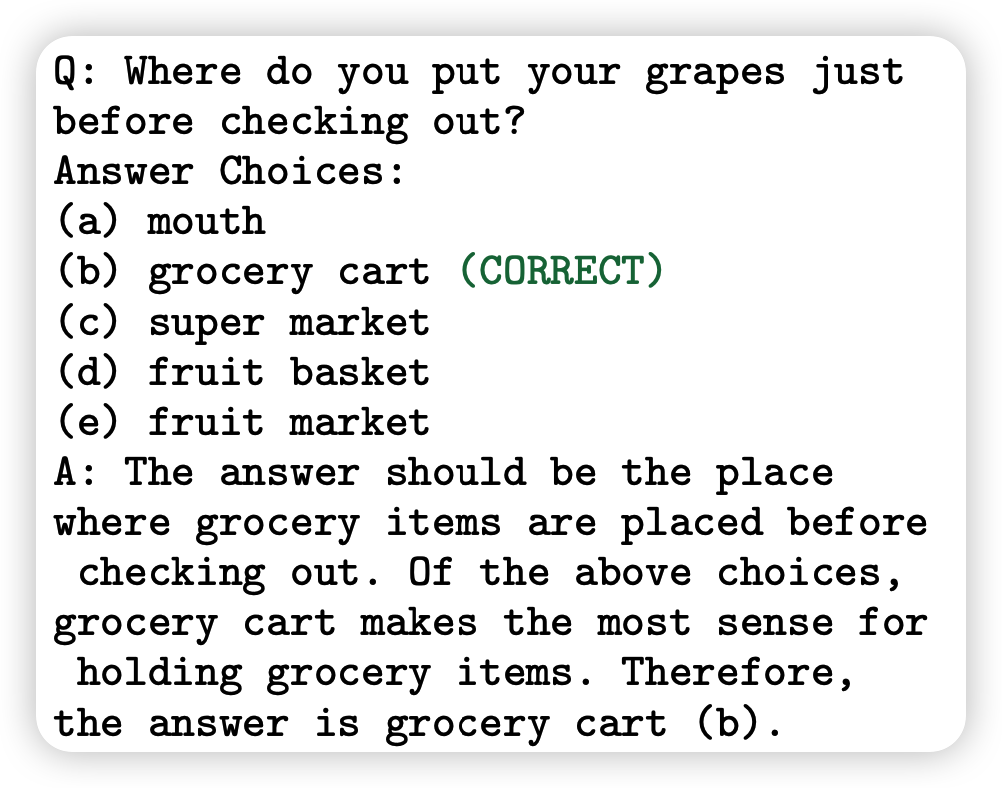 Q: Where do you put your grapes just
before checking out?
Answer Choices:
(a) mouth
(b) grocery cart (CORRECT)
(c) super market
(d) fruit basket
(e) fruit market
A: The answer should be the place
where grocery items are placed before
checking out. Of the above choices,
grocery cart makes the most sense for
holding grocery items. Therefore,
the answer is grocery cart (b).